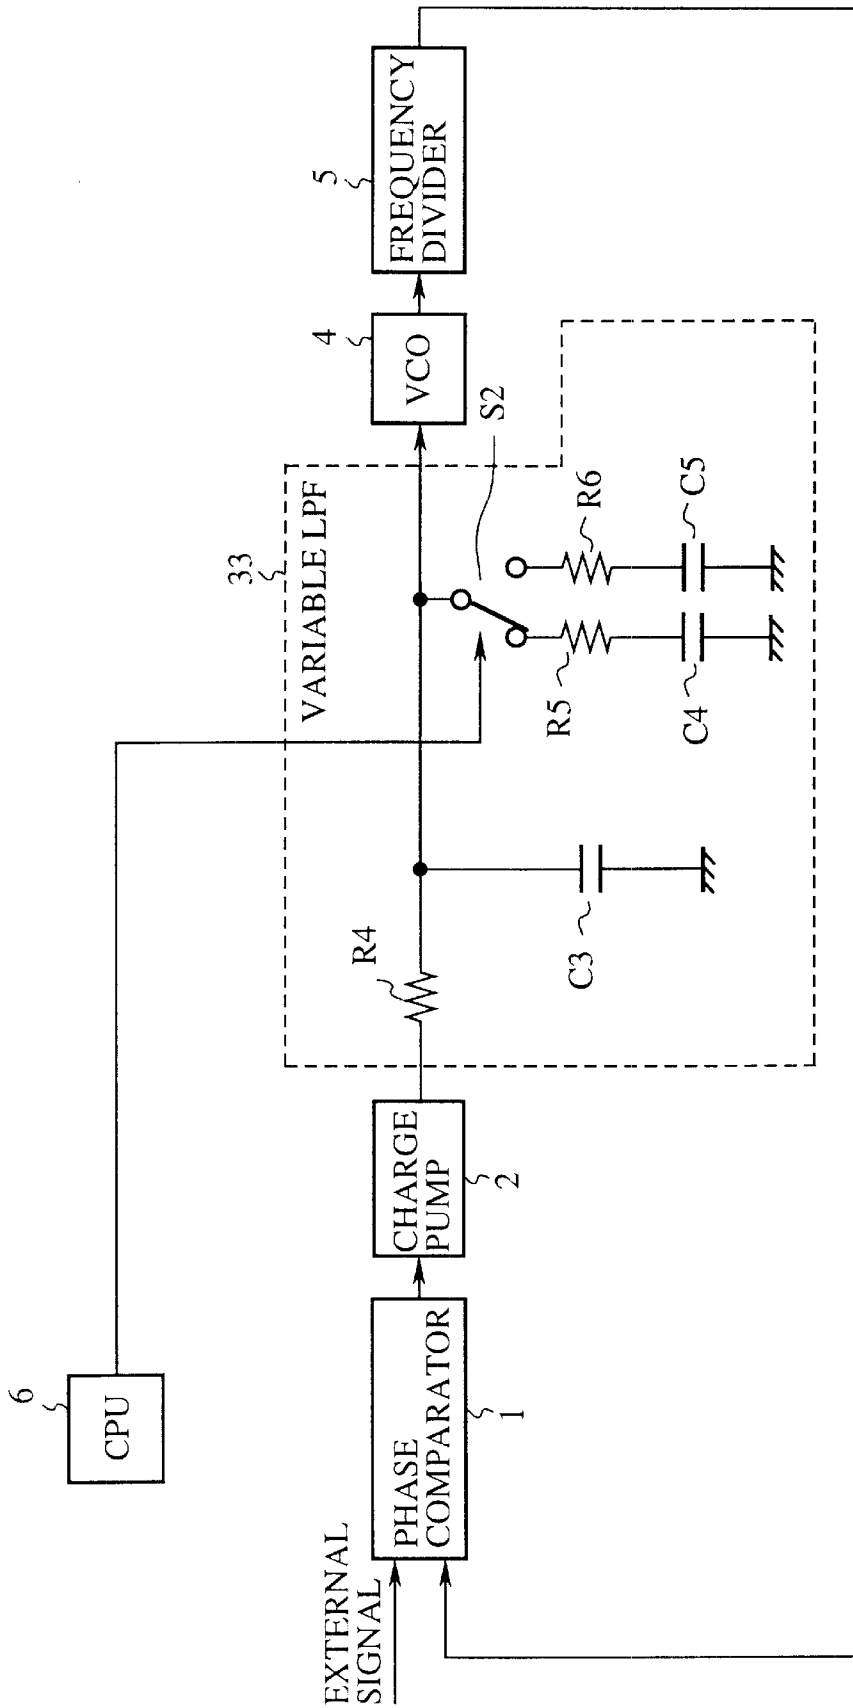 6
CPU
EXTERNAL
SIGNAL
PHASE
COMPARATOR
1
CHARGE
PUMP
2
33
VARIABLE LPF
R4
C3
S2
R5
C4
R6
C5
4
VCO
5
FREQUENCY
DIVIDER